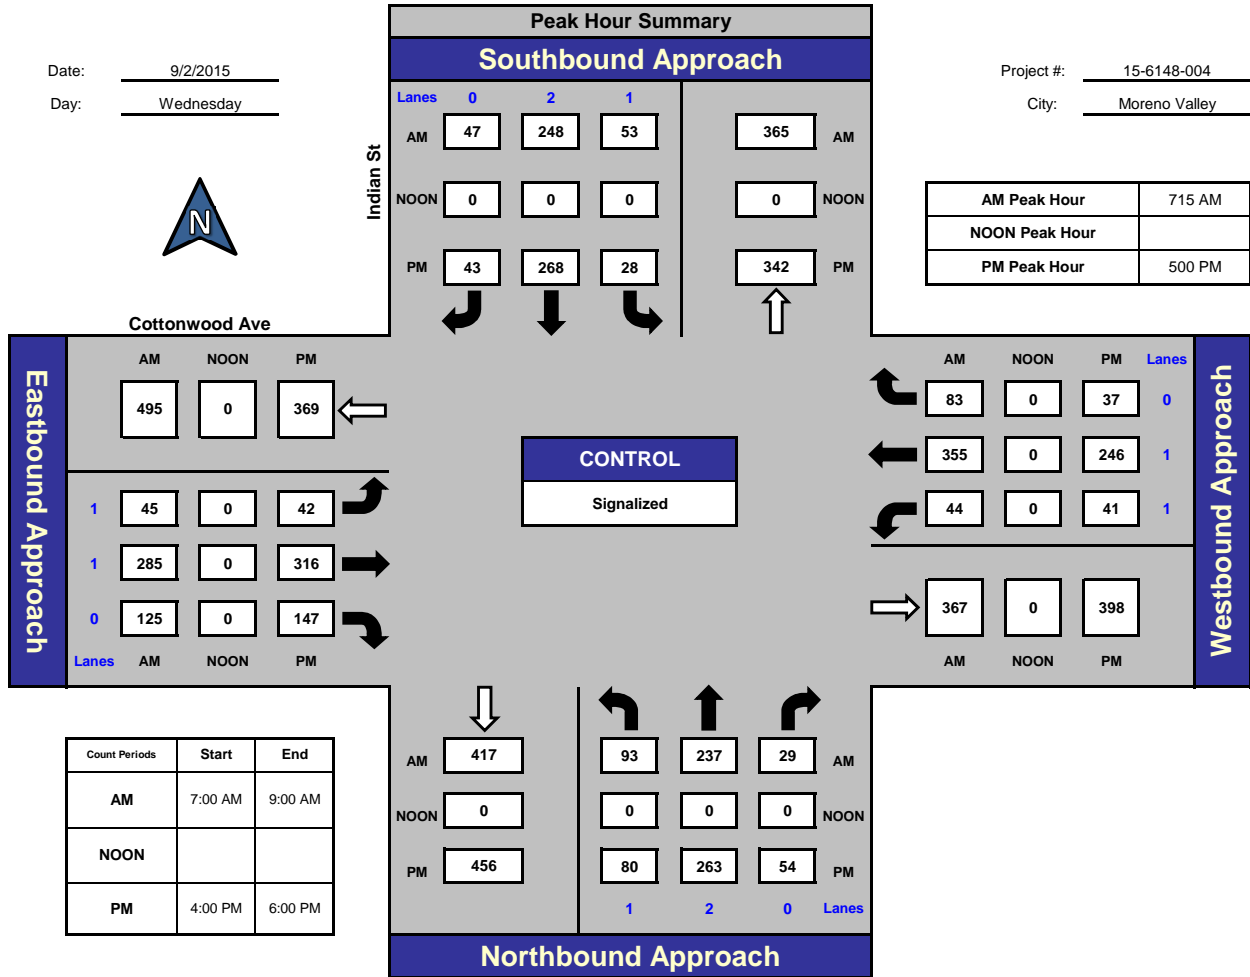 Peak Hour Summary
Southbound Approach
Date: 9/2/2015
Day: Wednesday
Project #: 15-6148-004
City: Moreno Valley
N
Indian St
Lanes 0 2 1
AM 47 248 53 365 AM
NOON 0 0 0 0 NOON
PM 43 268 28 342 PM
AM Peak Hour 715 AM
NOON Peak Hour
PM Peak Hour 500 PM
Cottonwood Ave
Eastbound Approach
AM NOON PM
495 0 369
1 45 0 42
1 285 0 316
0 125 0 147
Lanes AM NOON PM
CONTROL
Signalized
AM NOON PM Lanes
83 0 37 0
355 0 246 1
44 0 41 1
367 0 398
AM NOON PM
Westbound Approach
Count Periods Start End
AM 7:00 AM 9:00 AM
NOON
PM 4:00 PM 6:00 PM
AM 417 93 237 29 AM
NOON 0 0 0 0 NOON
PM 456 80 263 54 PM
1 2 0 Lanes
Northbound Approach